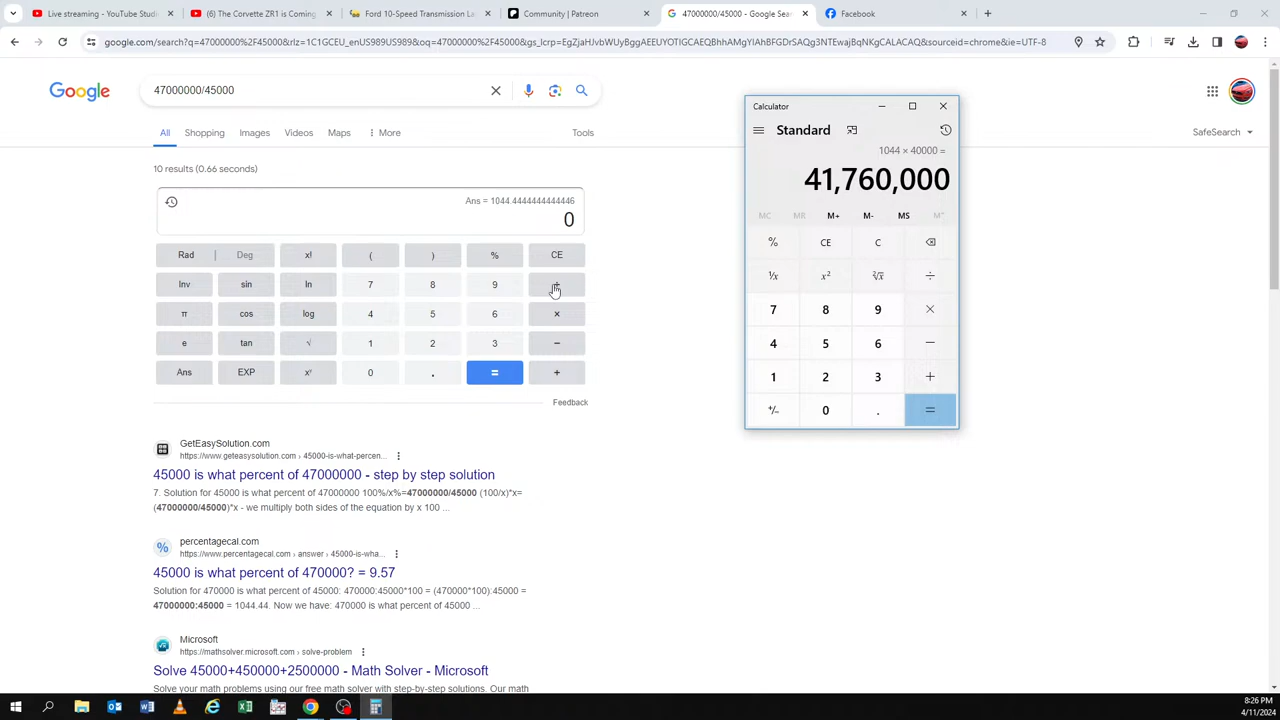 Live streaming - YouTube Studi
(6) The Corvette ZR1 is Coming
Ford 10-Speed Transmission La
Community | Patreon
47000000/45000 - Google Sea
Facebook
google.com/search?q=47000000%2F45000&rlz=1C1GCEU_enUS989US989&oq=47000000%2F45000&gs_lcrp=EgZjaHJvbWUyBggAEEUYOTIGCAEQBhhAMgYIAhBFGDrSAQg3NTEwajBqNKgCALACAQ&sourceid=chrome&ie=UTF-8
Google
47000000/45000
All
Shopping
Images
Videos
Maps
More
Tools
SafeSearch
10 results (0.66 seconds)
Ans = 1044.4444444444446
0
Rad | Deg x! ( ) % CE
Inv sin ln 7 8 9 ÷
π cos log 4 5 6 ×
e tan √ 1 2 3 −
Ans EXP xʸ 0 . = +
Feedback
GetEasySolution.com
https://www.geteasysolution.com › 45000-is-what-percen...
45000 is what percent of 47000000 - step by step solution
7. Solution for 45000 is what percent of 47000000 100%/x%=47000000/45000 (100/x)*x=
(47000000/45000)*x - we multiply both sides of the equation by x 100 ...
percentagecal.com
https://www.percentagecal.com › answer › 45000-is-wha...
45000 is what percent of 470000? = 9.57
Solution for 470000 is what percent of 45000: 470000:45000*100 = (470000*100):45000 =
47000000:45000 = 1044.44. Now we have: 470000 is what percent of 45000 ...
Microsoft
https://mathsolver.microsoft.com › solve-problem
Solve 45000+450000+2500000 - Math Solver - Microsoft
Solve your math problems using our free math solver with step-by-step solutions. Our math
Calculator
Standard
1044 × 40000 =
41,760,000
MC MR M+ M- MS M˅
% CE C
¹/x x² ²√x ÷
7 8 9 ×
4 5 6 −
1 2 3 +
+/− 0 . =
8:26 PM
4/11/2024